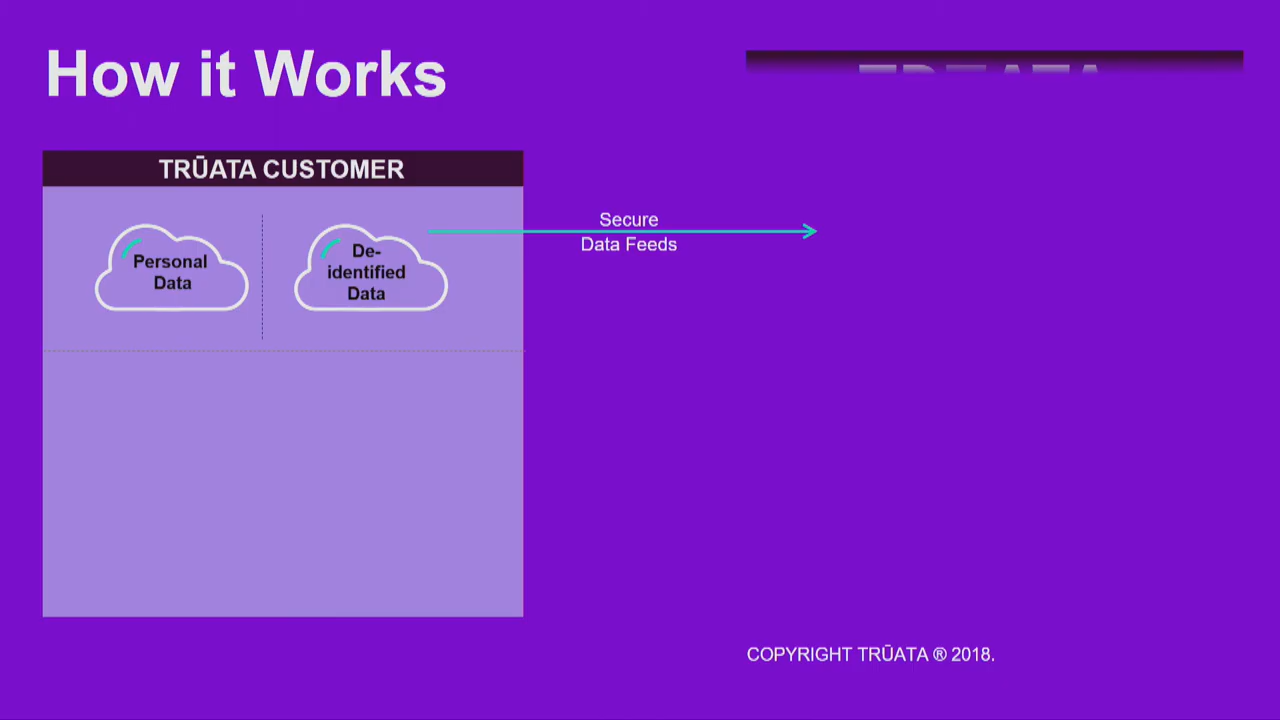 How it Works
TRŪATA CUSTOMER
Personal
Data
De-
identified
Data
Secure
Data Feeds
COPYRIGHT TRŪATA ® 2018.